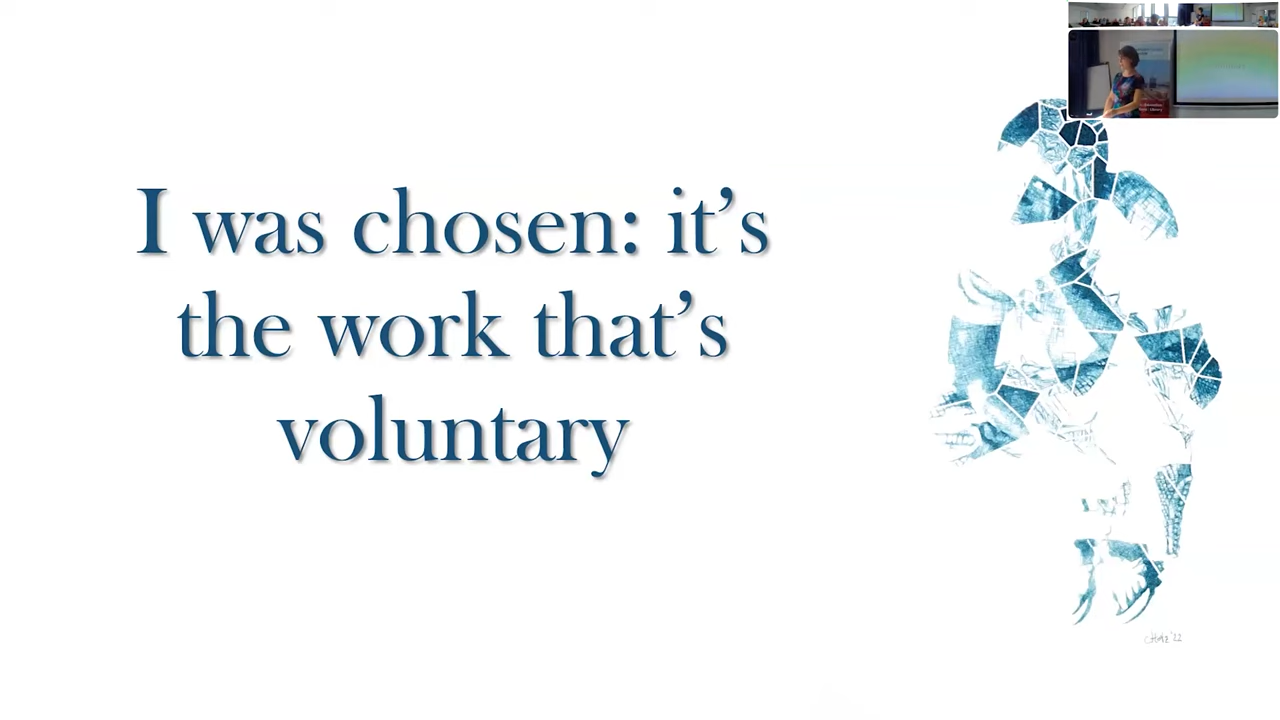 I was chosen: it’s
the work that’s
voluntary